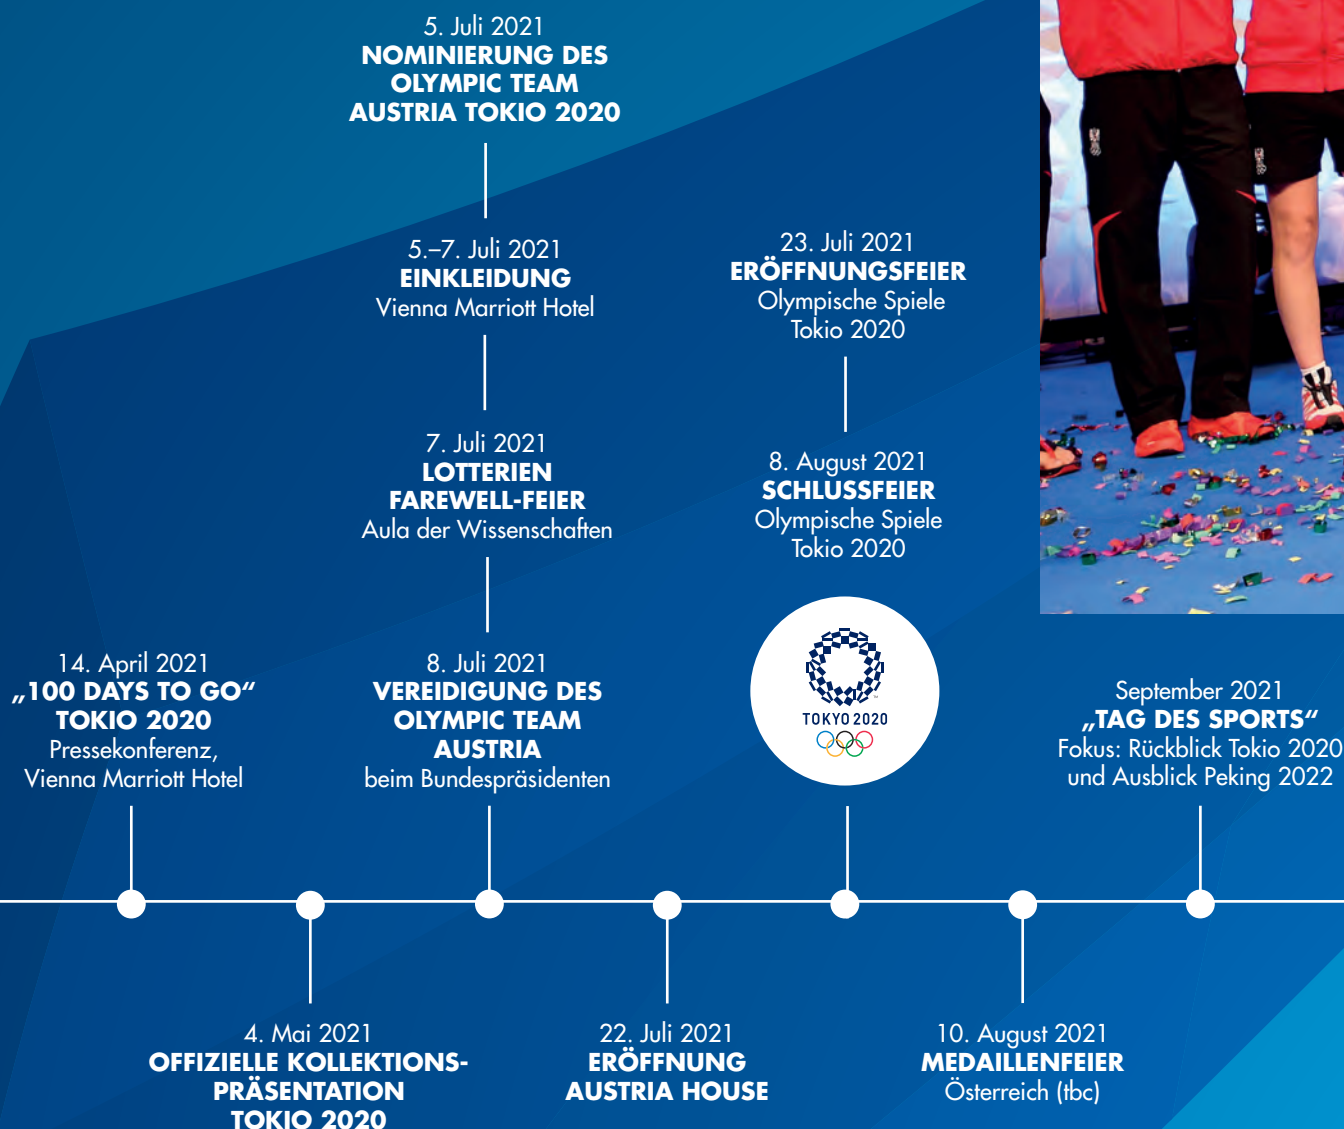 5. Juli 2021
NOMINIERUNG DES
OLYMPIC TEAM
AUSTRIA TOKIO 2020
5.–7. Juli 2021
EINKLEIDUNG
Vienna Marriott Hotel
7. Juli 2021
LOTTERIEN
FAREWELL-FEIER
Aula der Wissenschaften
8. Juli 2021
VEREIDIGUNG DES
OLYMPIC TEAM
AUSTRIA
beim Bundespräsidenten
23. Juli 2021
ERÖFFNUNGSFEIER
Olympische Spiele
Tokio 2020
8. August 2021
SCHLUSSFEIER
Olympische Spiele
Tokio 2020
TOKYO 2020
14. April 2021
„100 DAYS TO GO“
TOKIO 2020
Pressekonferenz,
Vienna Marriott Hotel
September 2021
„TAG DES SPORTS“
Fokus: Rückblick Tokio 2020
und Ausblick Peking 2022
4. Mai 2021
OFFIZIELLE KOLLEKTIONS-
PRÄSENTATION
TOKIO 2020
22. Juli 2021
ERÖFFNUNG
AUSTRIA HOUSE
10. August 2021
MEDAILLENFEIER
Österreich (tbc)